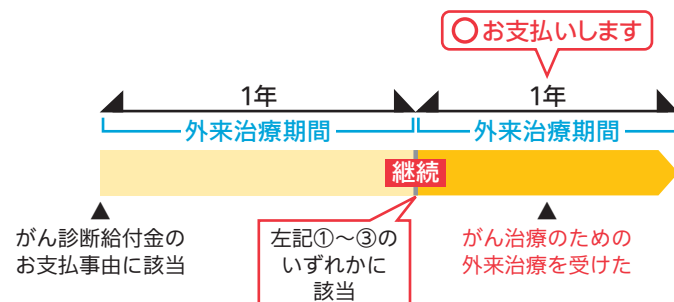 〇お支払いします
1年
1年
外来治療期間
外来治療期間
継続
がん診断給付金の
お支払事由に該当
左記①～③の
いずれかに
該当
がん治療のための
外来治療を受けた